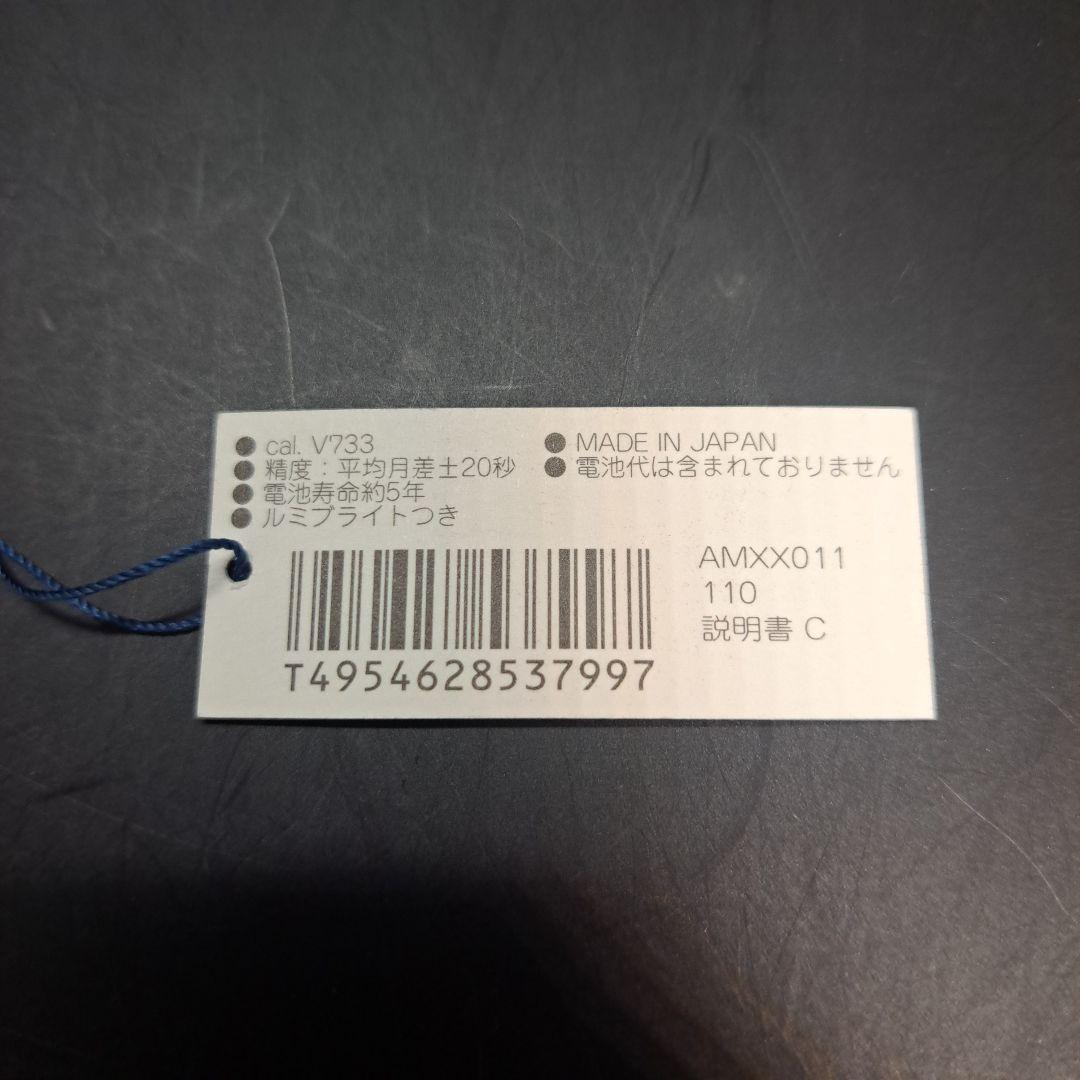 ● cal. V733
● 精度：平均月差±20秒
● 電池寿命約5年
● ルミブライトつき
● MADE IN JAPAN
● 電池代は含まれておりません
AMXX011
110
説明書 C
T4954628537997